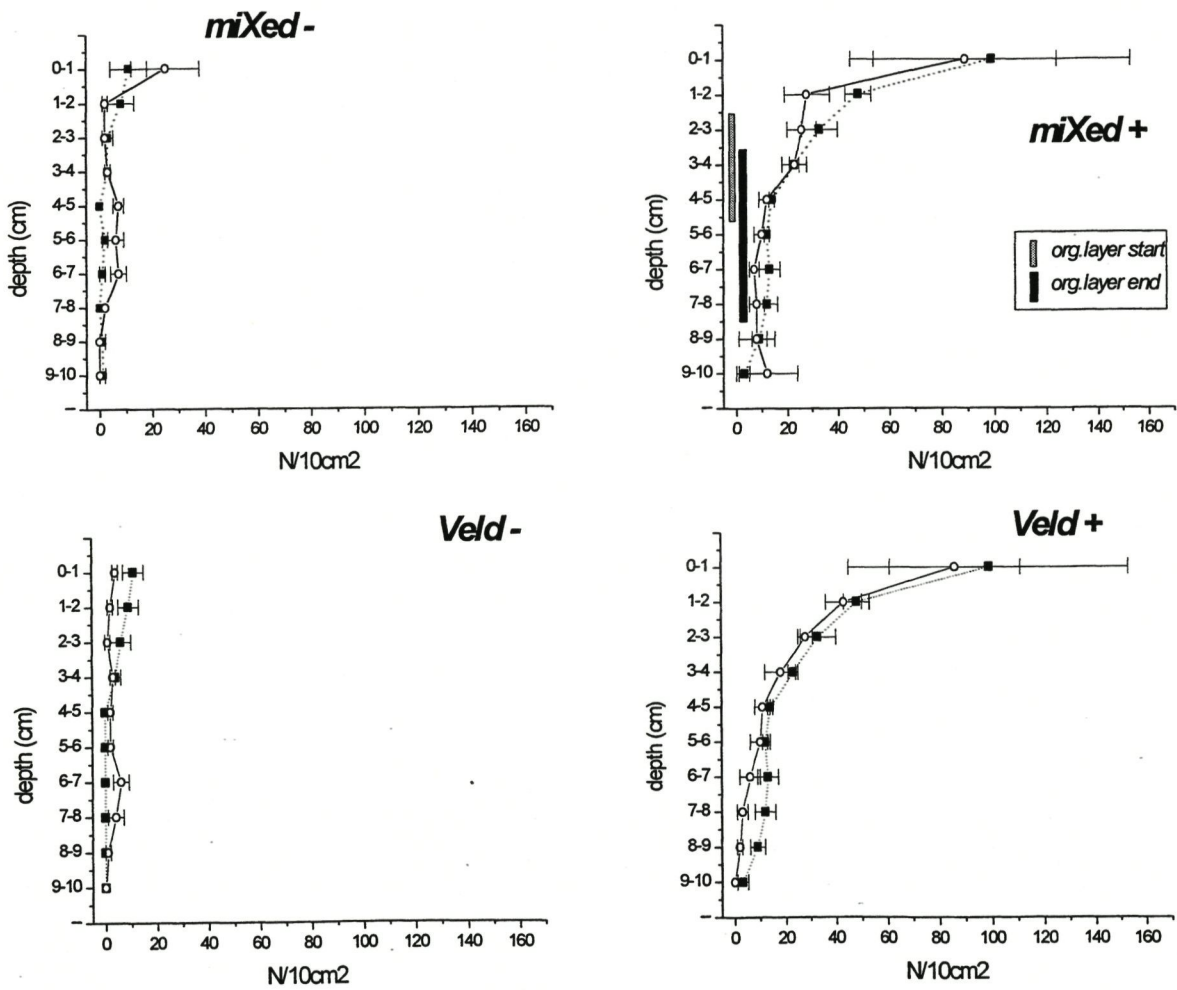 miXed -
0-1
1-2
2-3
3-4
4-5
5-6
6-7
7-8
8-9
9-10
depth (cm)
0 20 40 60 80 100 120 140 160
N/10cm2
miXed +
0-1
1-2
2-3
3-4
4-5
5-6
6-7
7-8
8-9
9-10
depth (cm)
org.layer start
org.layer end
0 20 40 60 80 100 120 140 160
N/10cm2
Veld -
0-1
1-2
2-3
3-4
4-5
5-6
6-7
7-8
8-9
9-10
depth (cm)
0 20 40 60 80 100 120 140 160
N/10cm2
Veld +
0-1
1-2
2-3
3-4
4-5
5-6
6-7
7-8
8-9
9-10
depth (cm)
0 20 40 60 80 100 120 140 160
N/10cm2